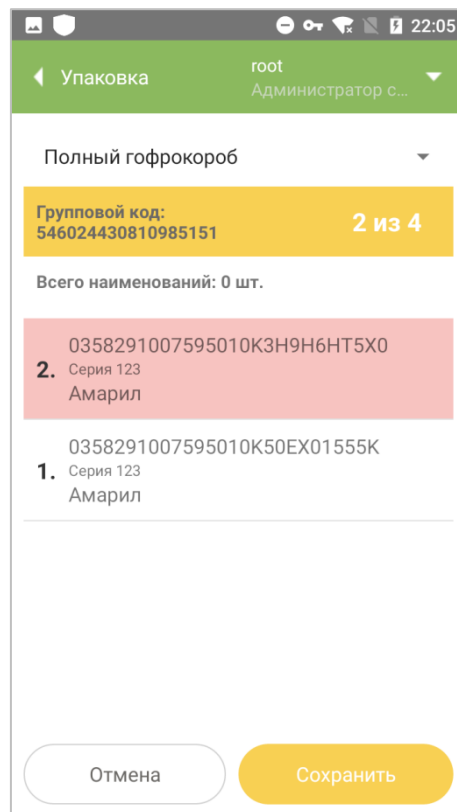 22:05
Упаковка
root
Администратор с...
Полный гофрокороб
Групповой код:
546024430810985151
2 из 4
Всего наименований: 0 шт.
0358291007595010K3H9H6HT5X0
2. Серия 123
Амарил
0358291007595010K50EX01555K
1. Серия 123
Амарил
Отмена
Сохранить